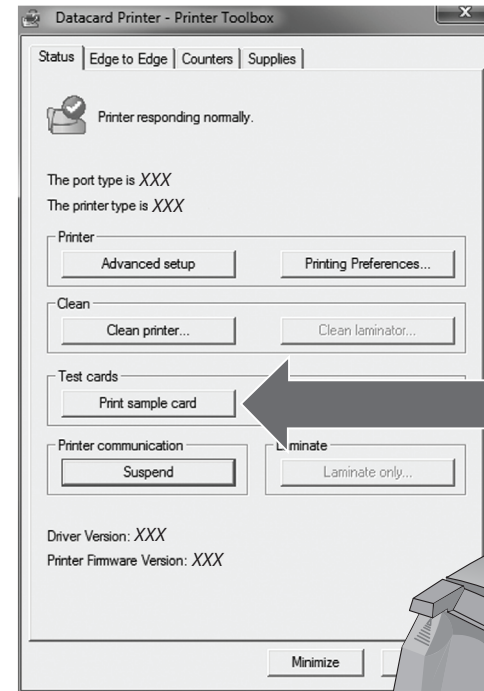 Datacard Printer - Printer Toolbox
Status Edge to Edge Counters Supplies
Printer responding normally.
The port type is XXX
The printer type is XXX
Printer
Advanced setup Printing Preferences...
Clean
Clean printer... Clean laminator...
Test cards
Print sample card
Printer communication Laminate
Suspend Laminate only...
Driver Version: XXX
Printer Firmware Version: XXX
Minimize